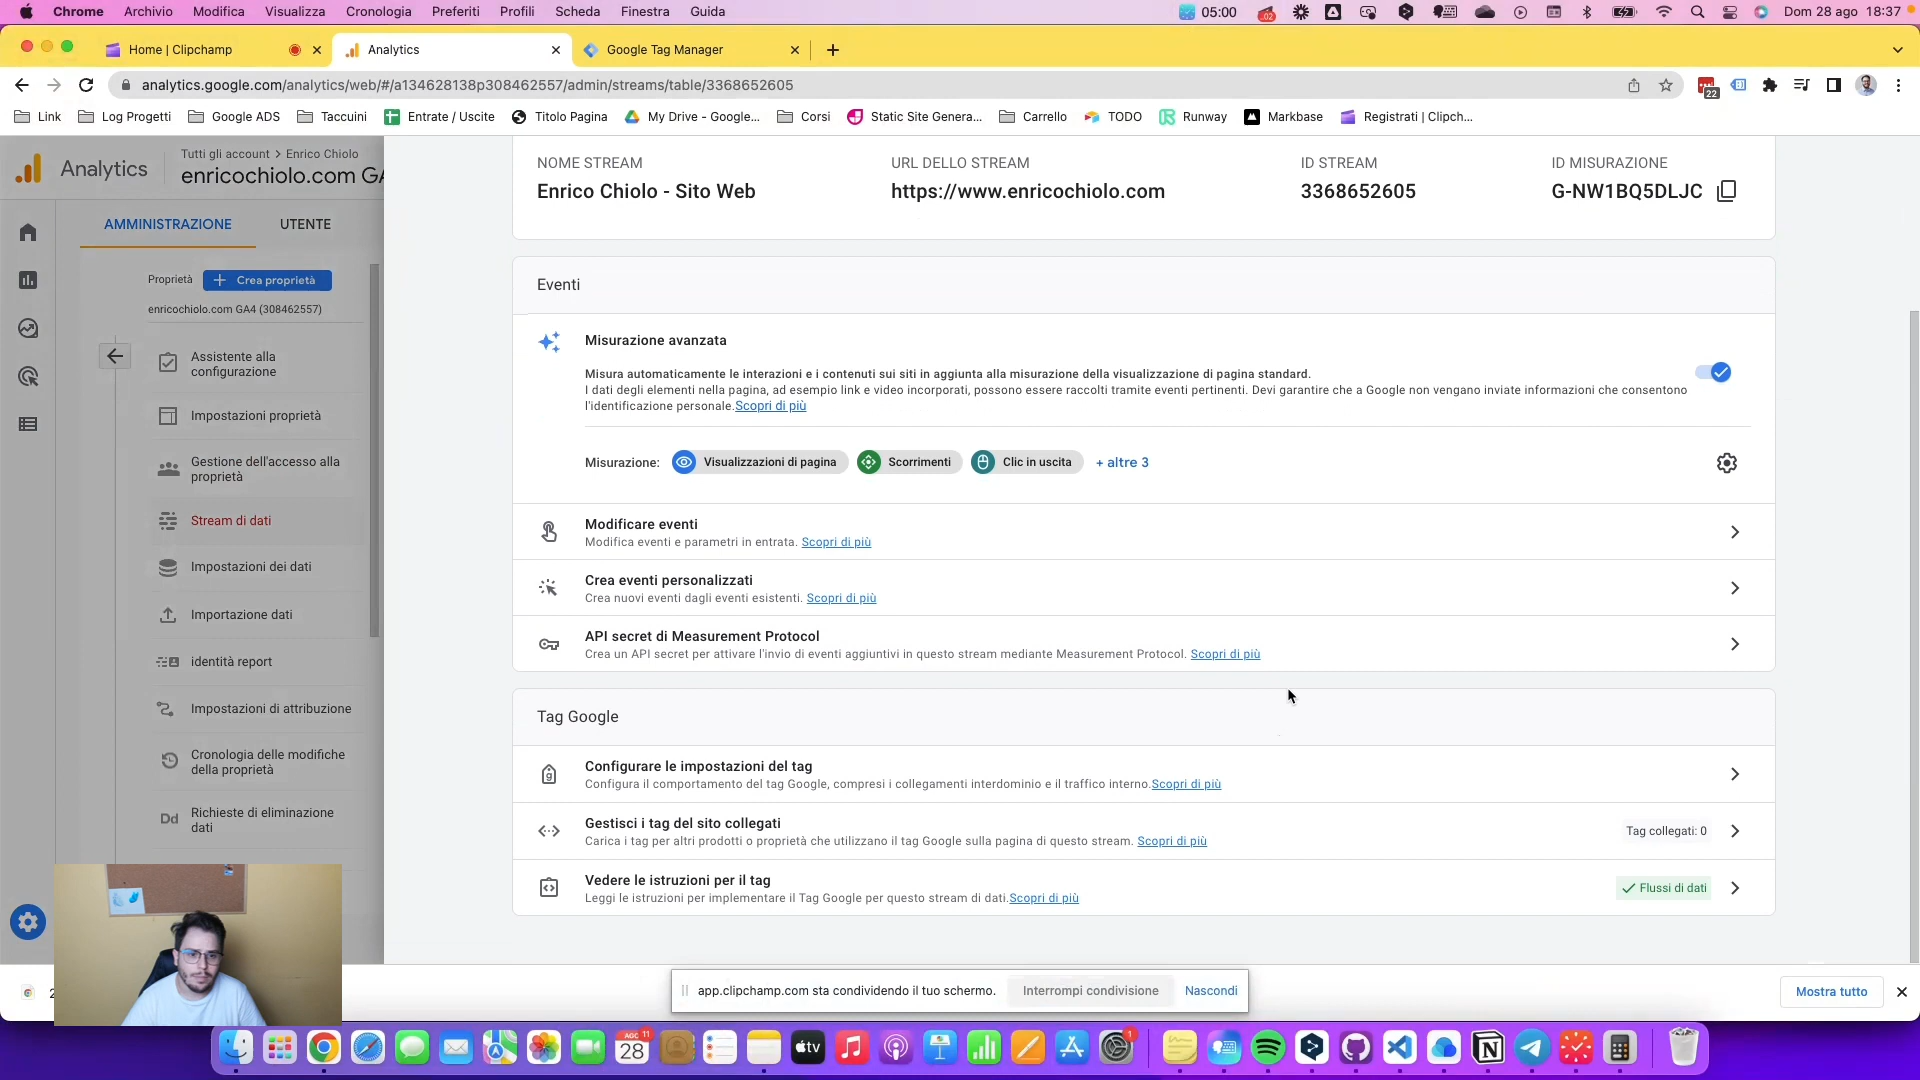 Chrome Archivio Modifica Visualizza Cronologia Preferiti Profili Scheda Finestra Guida 05:00 Dom 28 ago 18:37
Home | Clipchamp Analytics Google Tag Manager
analytics.google.com/analytics/web/#/a134628138p308462557/admin/streams/table/3368652605 22
Link Log Progetti Google ADS Taccuini Entrate / Uscite Titolo Pagina My Drive - Google... Corsi Static Site Genera... Carrello TODO Runway Markbase Registrati | Clipch...
Analytics
Tutti gli account > Enrico Chiolo
enricochiolo.com GA
AMMINISTRAZIONE UTENTE
Proprietà Crea proprietà
enricochiolo.com GA4 (308462557)
Assistente alla
configurazione
Impostazioni proprietà
Gestione dell'accesso alla
proprietà
Stream di dati
Impostazioni dei dati
Importazione dati
identità report
Impostazioni di attribuzione
Cronologia delle modifiche
della proprietà
Dd Richieste di eliminazione
dati
NOME STREAM URL DELLO STREAM ID STREAM ID MISURAZIONE
Enrico Chiolo - Sito Web https://www.enricochiolo.com 3368652605 G-NW1BQ5DLJC
Eventi
Misurazione avanzata
Misura automaticamente le interazioni e i contenuti sui siti in aggiunta alla misurazione della visualizzazione di pagina standard.
I dati degli elementi nella pagina, ad esempio link e video incorporati, possono essere raccolti tramite eventi pertinenti. Devi garantire che a Google non vengano inviate informazioni che consentono
l'identificazione personale.Scopri di più
Misurazione: Visualizzazioni di pagina Scorrimenti Clic in uscita + altre 3
Modificare eventi
Modifica eventi e parametri in entrata. Scopri di più
Crea eventi personalizzati
Crea nuovi eventi dagli eventi esistenti. Scopri di più
API secret di Measurement Protocol
Crea un API secret per attivare l'invio di eventi aggiuntivi in questo stream mediante Measurement Protocol. Scopri di più
Tag Google
Configurare le impostazioni del tag
Configura il comportamento del tag Google, compresi i collegamenti interdominio e il traffico interno.Scopri di più
Gestisci i tag del sito collegati
Carica i tag per altri prodotti o proprietà che utilizzano il tag Google sulla pagina di questo stream. Scopri di più
Tag collegati: 0
Vedere le istruzioni per il tag
Leggi le istruzioni per implementare il Tag Google per questo stream di dati.Scopri di più
Flussi di dati
app.clipchamp.com sta condividendo il tuo schermo. Interrompi condivisione Nascondi
Mostra tutto
AGO 11
28
tv
1